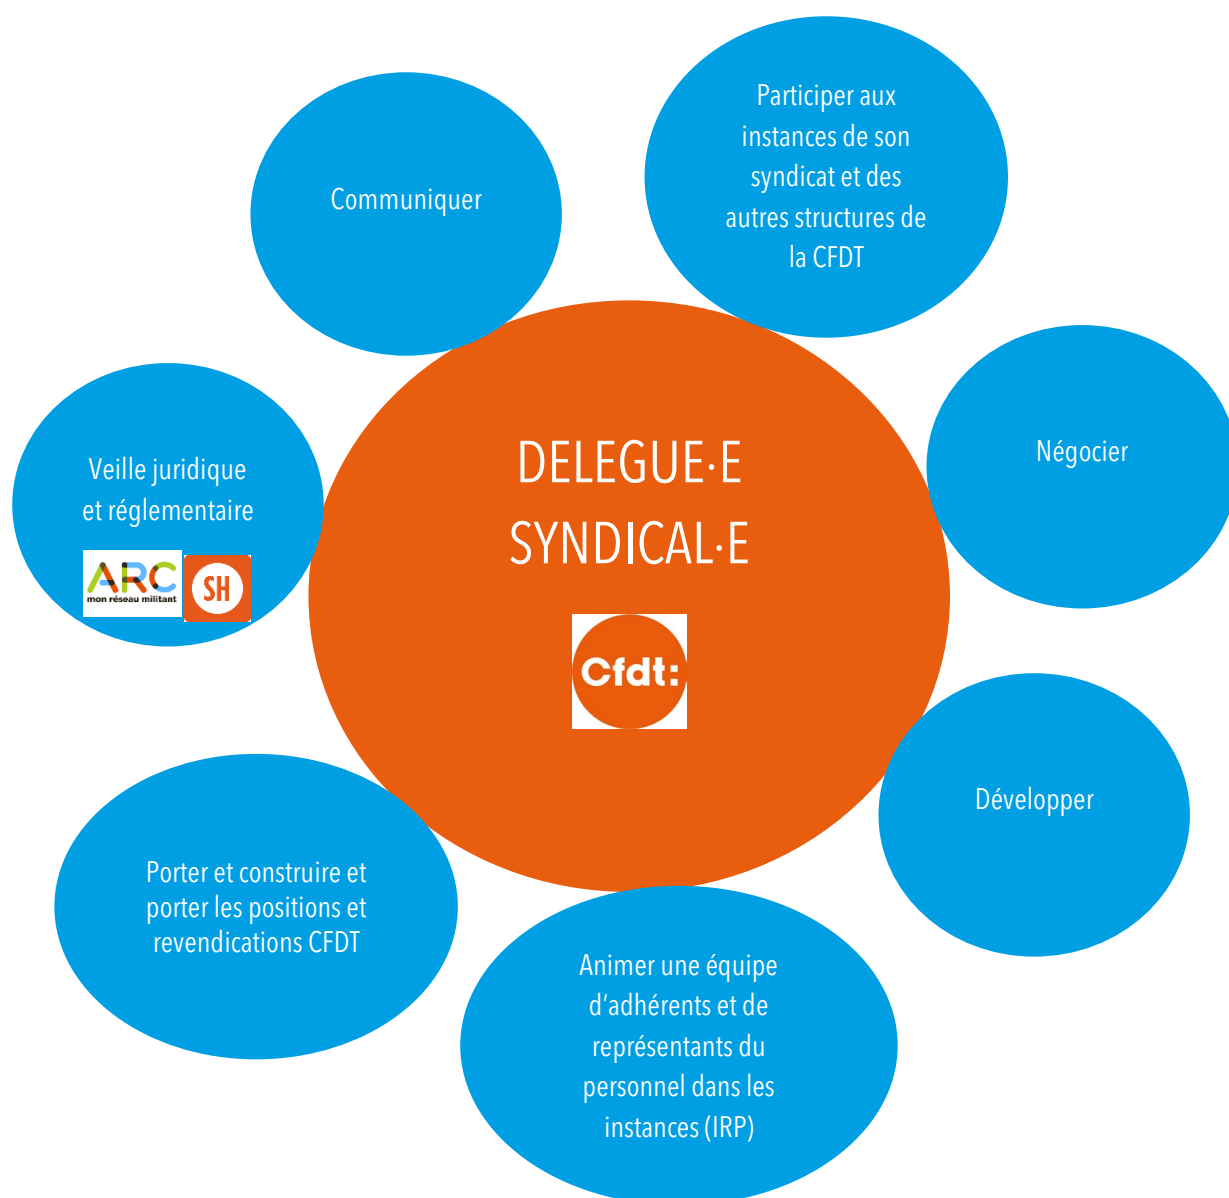 Participer aux
instances de son
syndicat et des
autres structures de
la CFDT
Communiquer
Négocier
DELEGUE·E
SYNDICAL·E
Cfdt:
Veille juridique
et réglementaire
ARC
mon réseau militant
SH
Développer
Porter et construire et
porter les positions et
revendications CFDT
Animer une équipe
d’adhérents et de
représentants du
personnel dans les
instances (IRP)